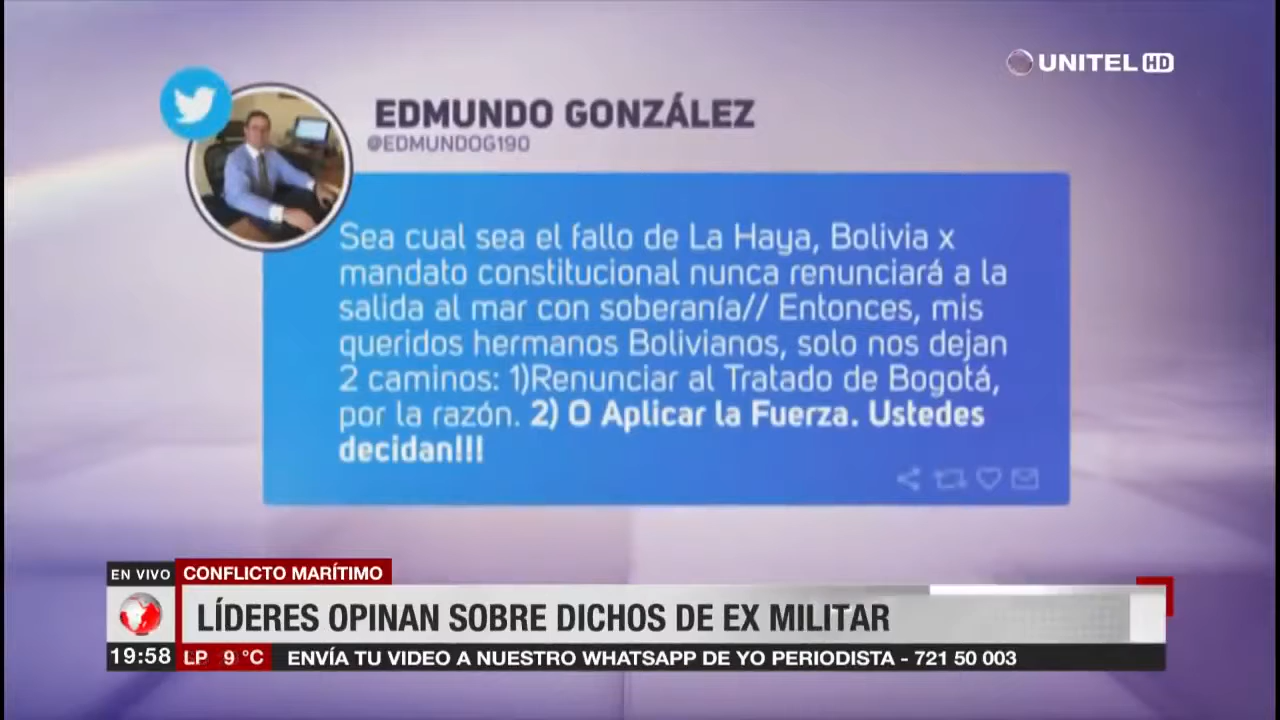 UNITEL HD
EDMUNDO GONZÁLEZ
@EDMUNDOG190
Sea cual sea el fallo de La Haya, Bolivia x
mandato constitucional nunca renunciará a la
salida al mar con soberanía// Entonces, mis
queridos hermanos Bolivianos, solo nos dejan
2 caminos: 1)Renunciar al Tratado de Bogotá,
por la razón. 2) O Aplicar la Fuerza. Ustedes
decidan!!!
EN VIVO CONFLICTO MARÍTIMO
LÍDERES OPINAN SOBRE DICHOS DE EX MILITAR
19:58 LP 9 °C ENVÍA TU VIDEO A NUESTRO WHATSAPP DE YO PERIODISTA - 721 50 003